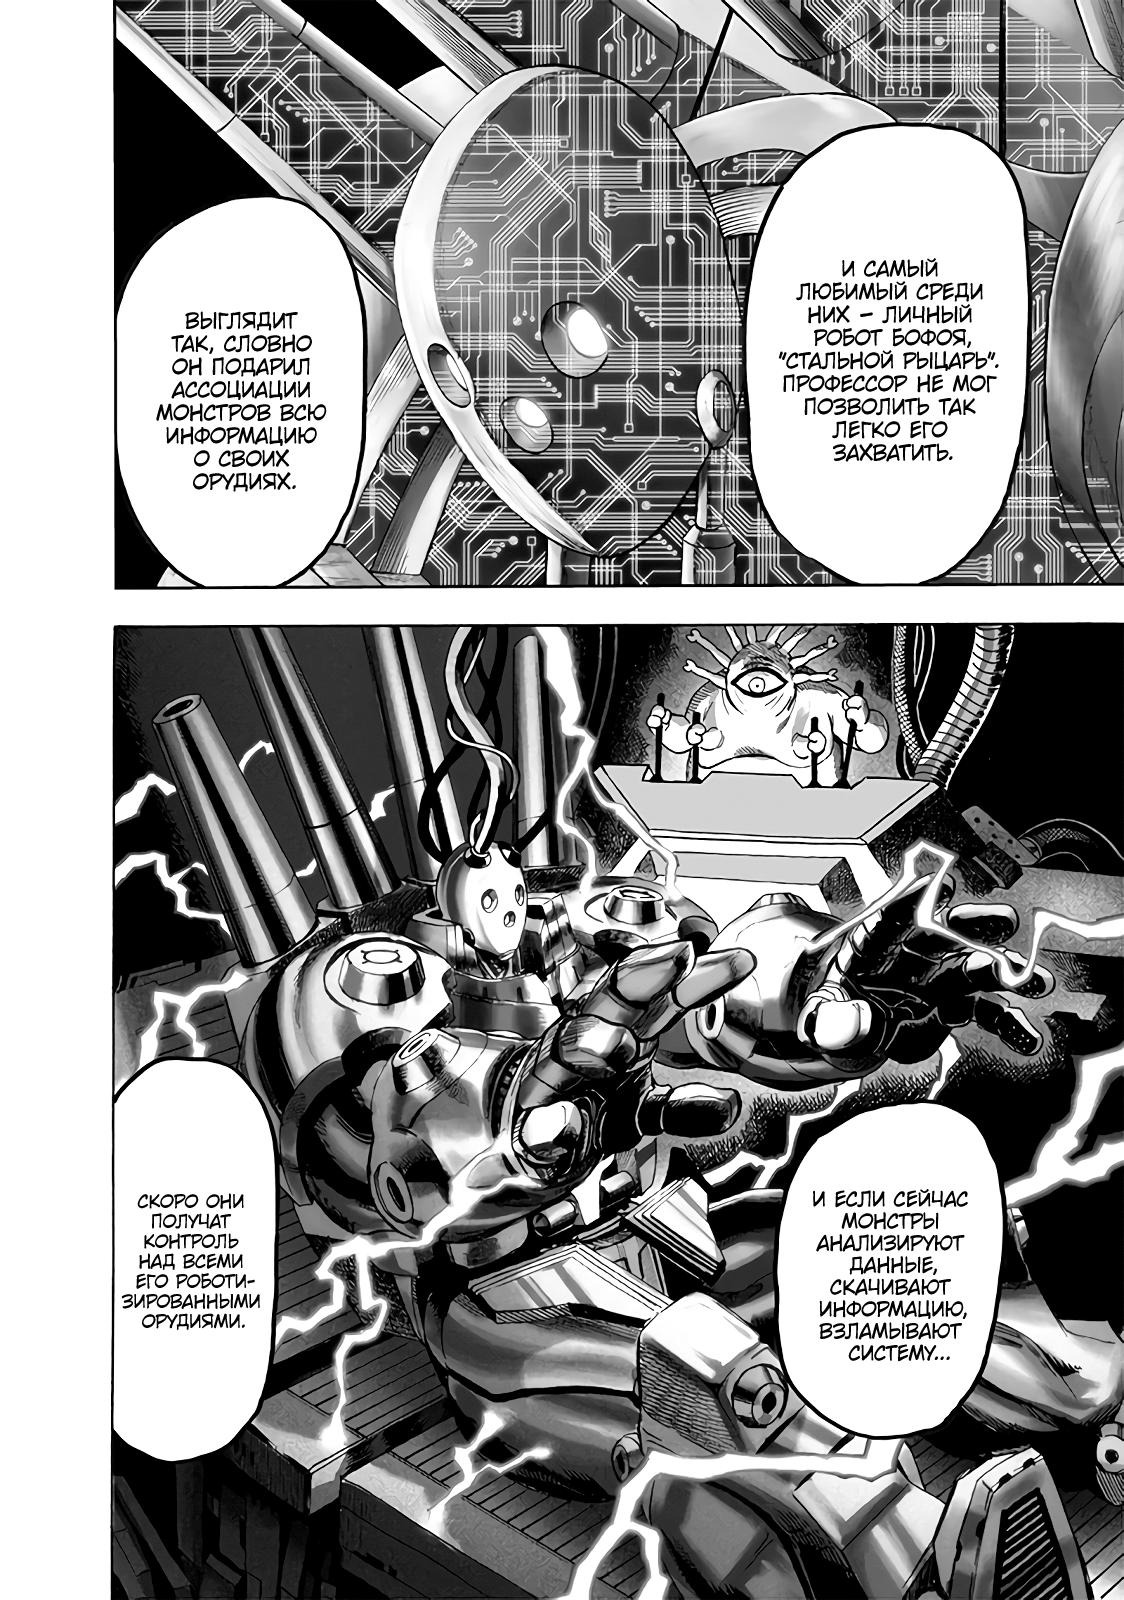 И САМЫЙ
ЛЮБИМЫЙ СРЕДИ
НИХ – ЛИЧНЫЙ
РОБОТ БОФОЯ,
"СТАЛЬНОЙ РЫЦАРЬ".
ПРОФЕССОР НЕ МОГ
ПОЗВОЛИТЬ ТАК
ЛЕГКО ЕГО
ЗАХВАТИТЬ.
ВЫГЛЯДИТ
ТАК, СЛОВНО
ОН ПОДАРИЛ
АССОЦИАЦИИ
МОНСТРОВ ВСЮ
ИНФОРМАЦИЮ
О СВОИХ
ОРУДИЯХ.
И ЕСЛИ СЕЙЧАС
МОНСТРЫ
АНАЛИЗИРУЮТ
ДАННЫЕ,
СКАЧИВАЮТ
ИНФОРМАЦИЮ,
ВЗЛАМЫВАЮТ
СИСТЕМУ...
СКОРО ОНИ
ПОЛУЧАТ
КОНТРОЛЬ
НАД ВСЕМИ
ЕГО РОБОТИ-
ЗИРОВАННЫМИ
ОРУДИЯМИ.